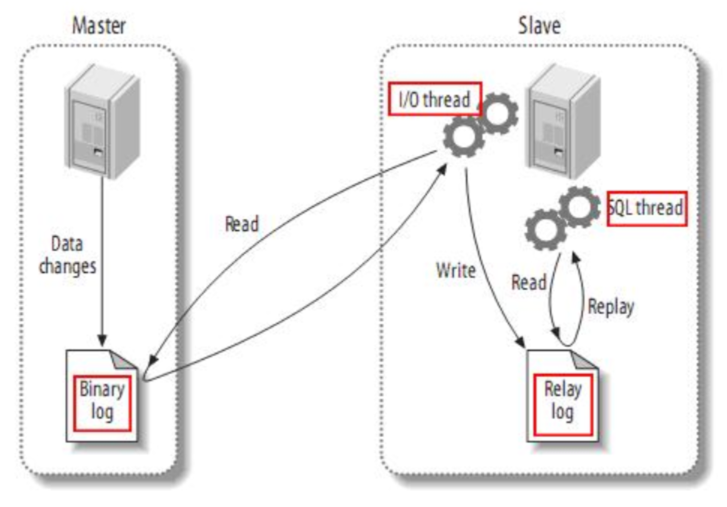 Master
Slave
I/O thread
SQL thread
Read
Data
changes
Write
Read
Replay
Binary
log
Relay
log